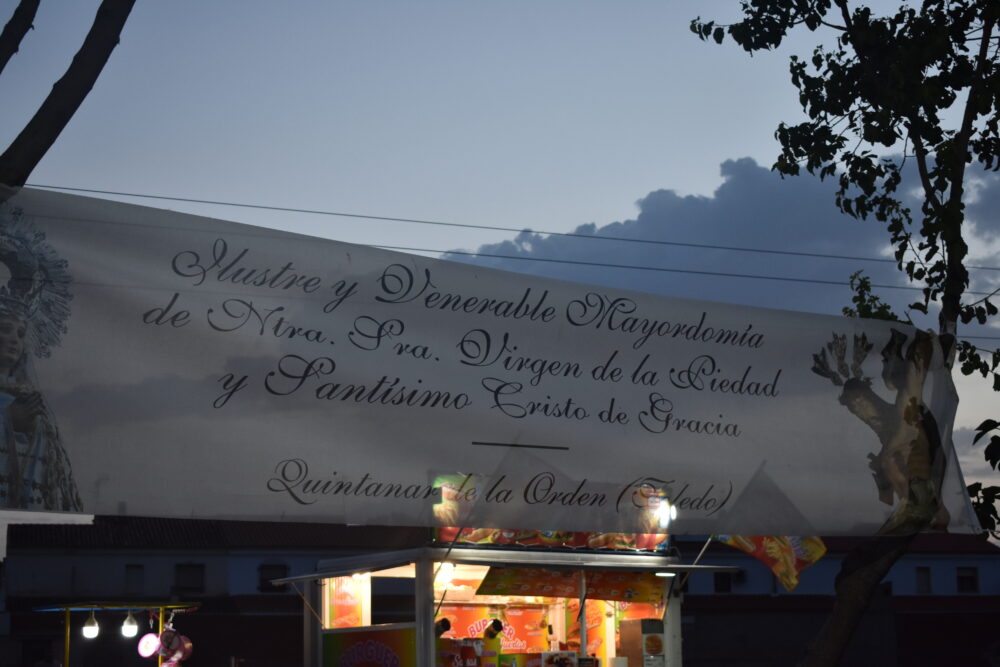 Ilustre y Venerable Mayordomía
de Ntra. Sra. Virgen de la Piedad
y Santísimo Cristo de Gracia
Quintanar de la Orden (Toledo)
BURGUER